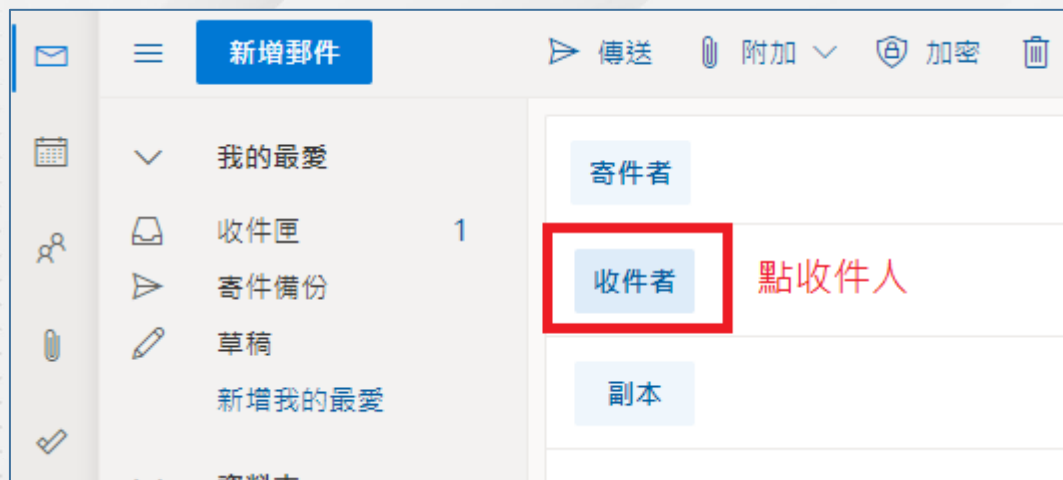 新增郵件
傳送 附加 加密
我的最愛
收件匣 1
寄件備份
草稿
新增我的最愛
寄件者
收件者 點收件人
副本